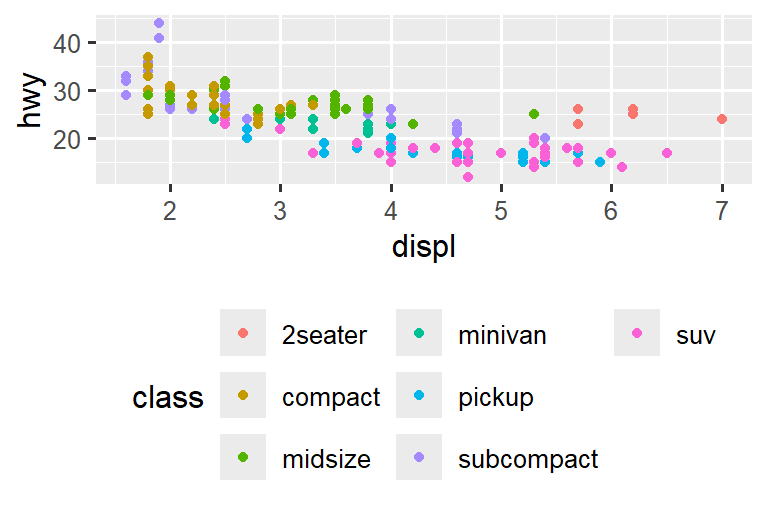 hwy
40
30
20
2 3 4 5 6 7
displ
class
2seater minivan suv
compact pickup
midsize subcompact